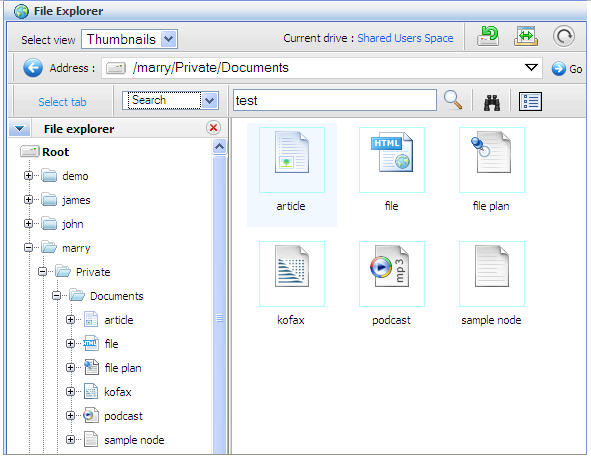 File Explorer
Select view Thumbnails Current drive : Shared Users Space
Address : /marry/Private/Documents Go
Select tab Search test
File explorer
Root
demo
james
john
marry
Private
Documents
article
file
file plan
kofax
podcast
sample node
article HTML file file plan
kofax mp3 podcast sample node